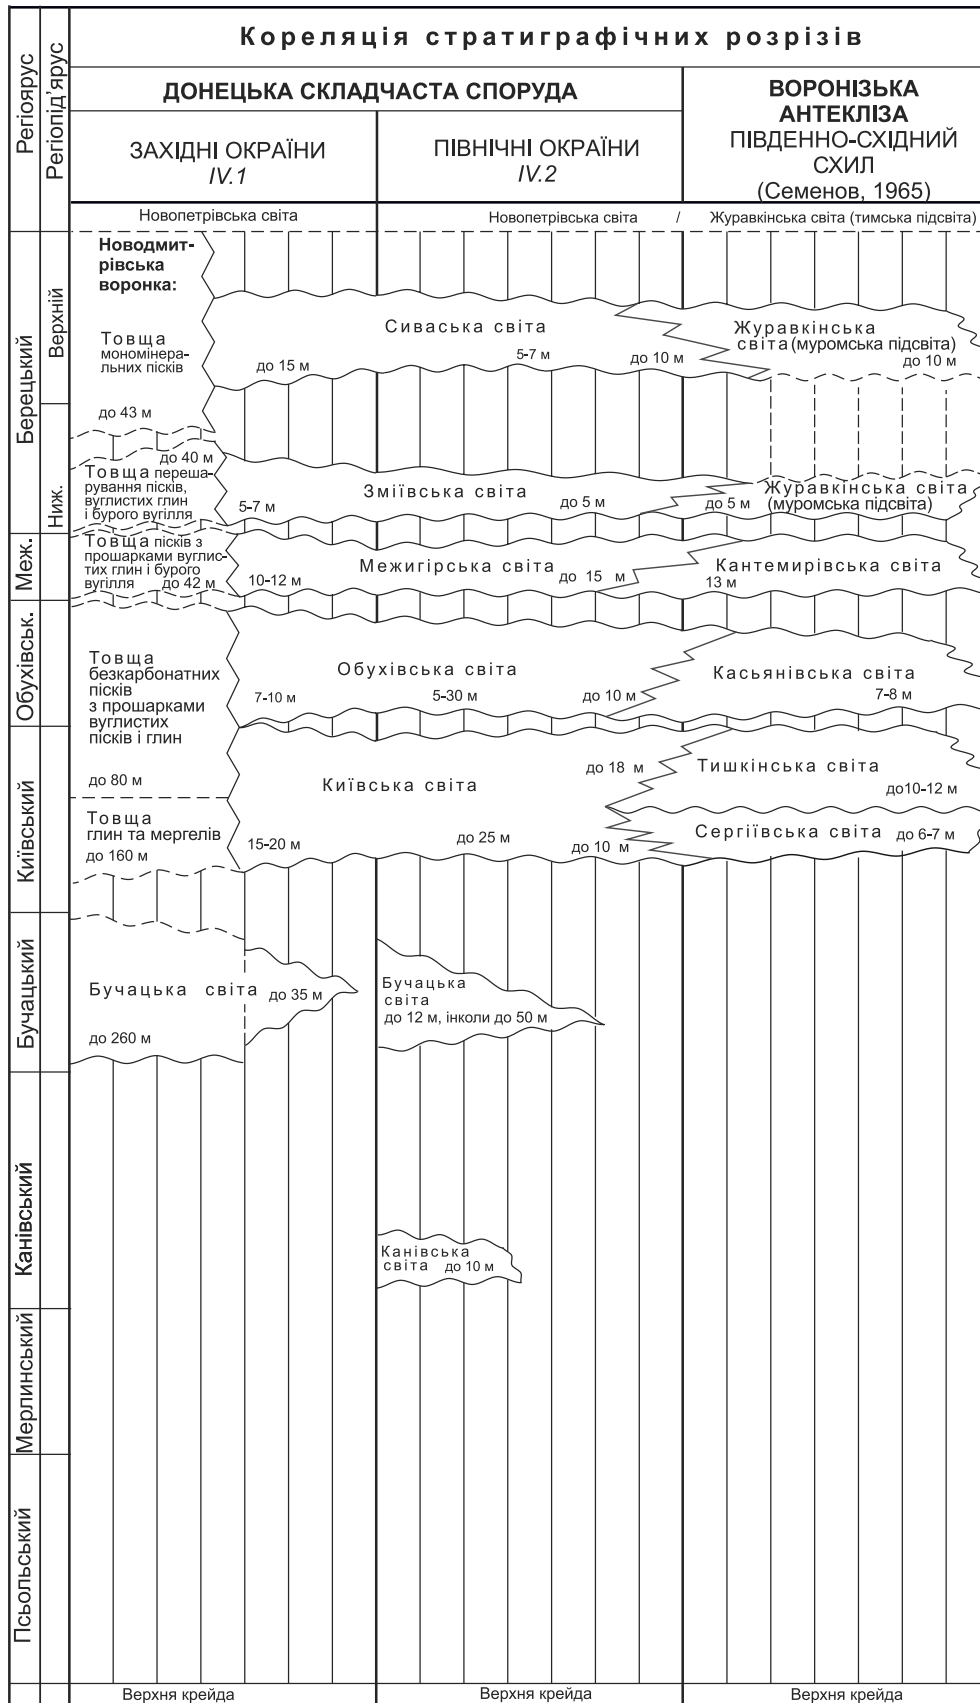 Кореляція стратиграфічних розрізів
Регіоярус
Регіопід'ярус
ДОНЕЦЬКА СКЛАДЧАСТА СПОРУДА
ЗАХІДНІ ОКРАЇНИ
IV.1
ПІВНІЧНІ ОКРАЇНИ
IV.2
ВОРОНІЗЬКА
АНТЕКЛІЗА
ПІВДЕННО-СХІДНИЙ
СХИЛ
(Семенов, 1965)
Новопетрівська світа
Новопетрівська світа / Журавкінська світа (тимська підсвіта)
Берецький
Верхній
Новодмит-
рівська
воронка:
Товща
мономінера-
льних пісків
до 43 м
Сиваська світа
до 15 м
5-7 м
до 10 м
Журавкінська
світа (муромська підсвіта)
до 10 м
Ниж.
до 40 м
Товща переша-
рування пісків,
вуглистих глин
і бурого вугілля
5-7 м
Зміївська світа
до 5 м
до 5 м
Журавкінська світа
(муромська підсвіта)
Меж.
Товща пісків з
прошарками вуглис-
тих глин і бурого
вугілля до 42 м
10-12 м
Межигірська світа
до 15 м
Кантемирівська світа
13 м
Обухівськ.
Товща
безкарбонатних
пісків
з прошарками
вуглистих
пісків і глин
до 80 м
Обухівська світа
7-10 м
5-30 м
до 10 м
Касьянівська світа
7-8 м
Київський
Київська світа
до 18 м
Тишкінська світа
до10-12 м
Товща
глин та мергелів
до 160 м
15-20 м
до 25 м
до 10 м
Сергіївська світа до 6-7 м
Бучацький
Бучацька світа до 35 м
до 260 м
Бучацька
світа
до 12 м, інколи до 50 м
Канівський
Канівська
світа до 10 м
Мерлинський
Псьольський
Верхня крейда
Верхня крейда
Верхня крейда